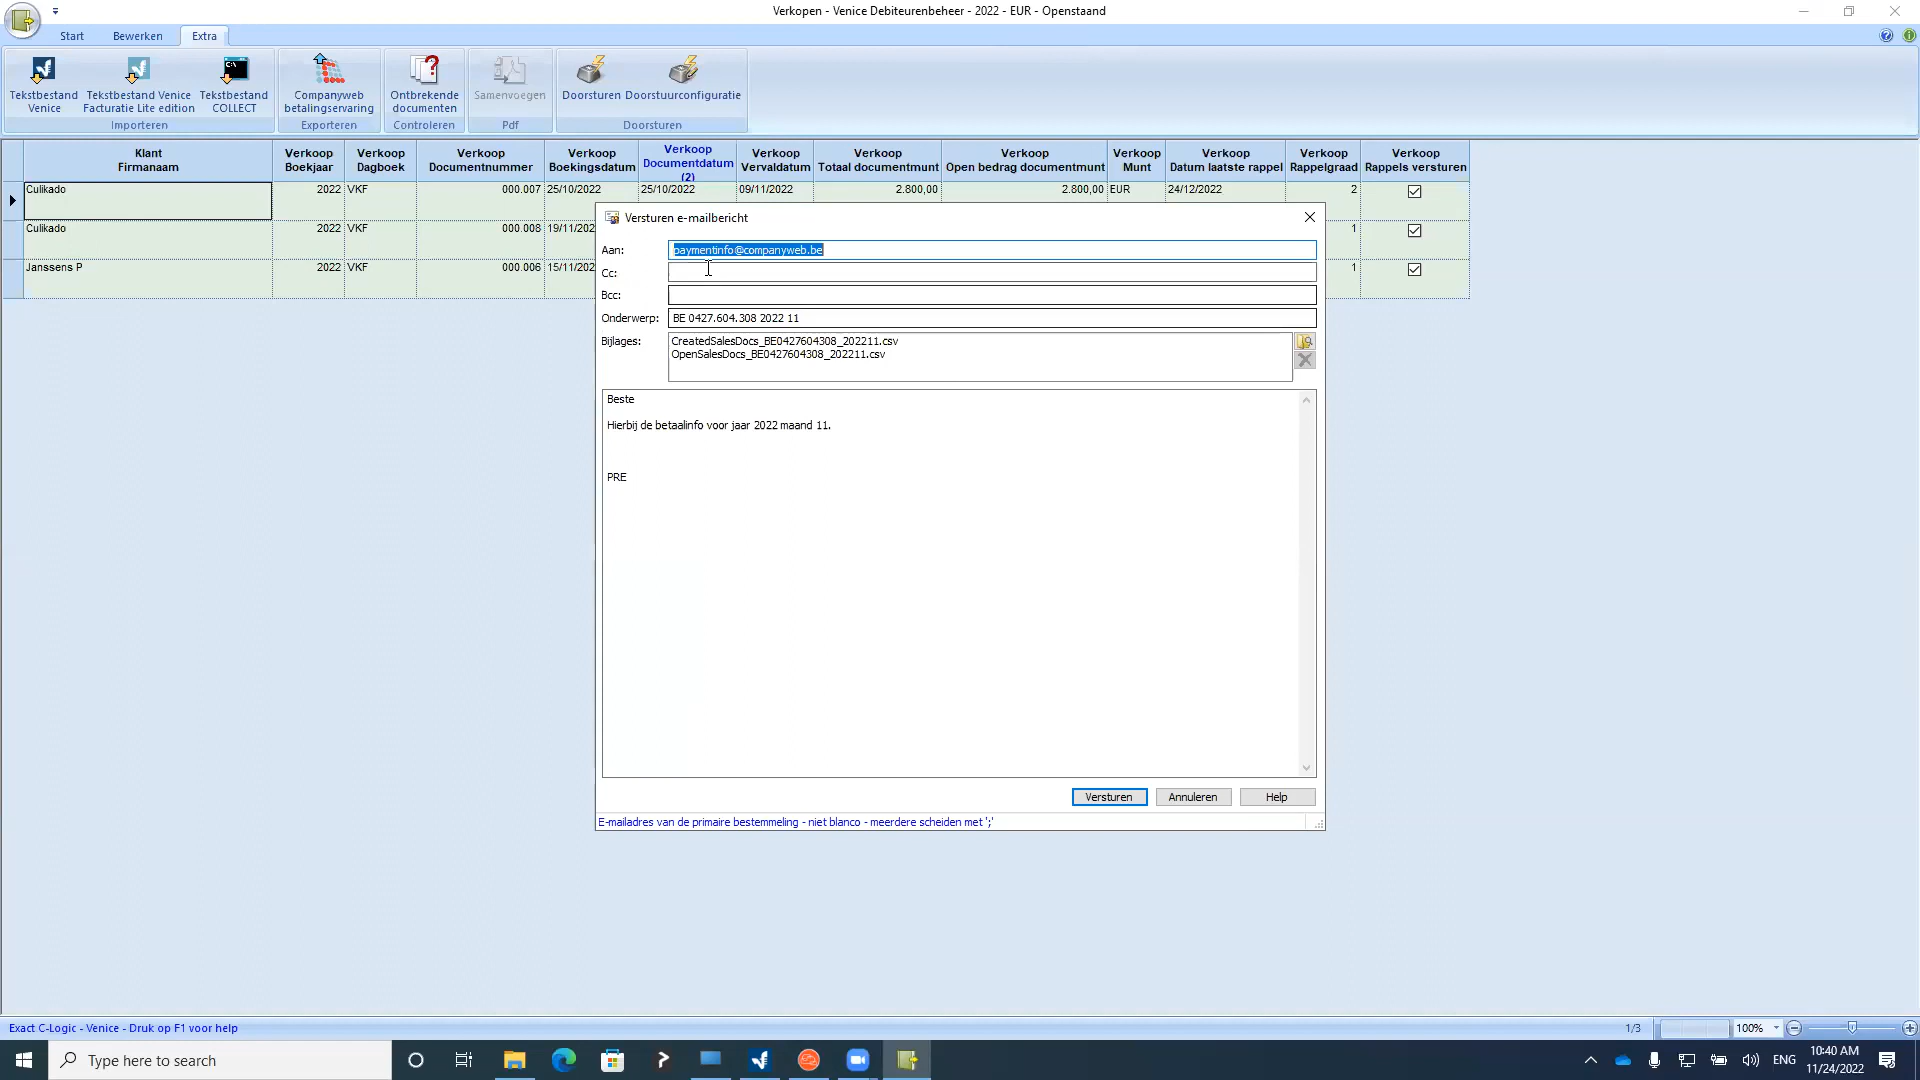 Verkopen - Venice Debiteurenbeheer - 2022 - EUR - Openstaand
Start Bewerken Extra
Tekstbestand Venice
Tekstbestand Venice Facturatie Lite edition
Tekstbestand COLLECT
Importeren
Companyweb betalingservaring
Exporteren
Ontbrekende documenten
Controleren
Samenvoegen
Pdf
Doorsturen Doorstuurconfiguratie
Doorsturen
Klant Firmanaam
Verkoop Boekjaar
Verkoop Dagboek
Verkoop Documentnummer
Verkoop Boekingsdatum
Verkoop Documentdatum (2)
Verkoop Vervaldatum
Verkoop Totaal documentmunt
Verkoop Open bedrag documentmunt
Verkoop Munt
Verkoop Datum laatste rappel
Verkoop Rappelgraad
Verkoop Rappels versturen
Culikado 2022 VKF 000.007 25/10/2022 25/10/2022 09/11/2022 2.800,00 2.800,00 EUR 24/12/2022 2
Culikado 2022 VKF 000.008 19/11/202 1
Janssens P 2022 VKF 000.006 15/11/202 1
Versturen e-mailbericht
Aan: paymentinfo@companyweb.be
Cc:
Bcc:
Onderwerp: BE 0427.604.308 2022 11
Bijlages: CreatedSalesDocs_BE0427604308_202211.csv
OpenSalesDocs_BE0427604308_202211.csv
Beste
Hierbij de betaalinfo voor jaar 2022 maand 11.
PRE
Versturen Annuleren Help
E-mailadres van de primaire bestemmeling - niet blanco - meerdere scheiden met ';'
Exact C-Logic - Venice - Druk op F1 voor help 1/3 100%
Type here to search
ENG
10:40 AM
11/24/2022